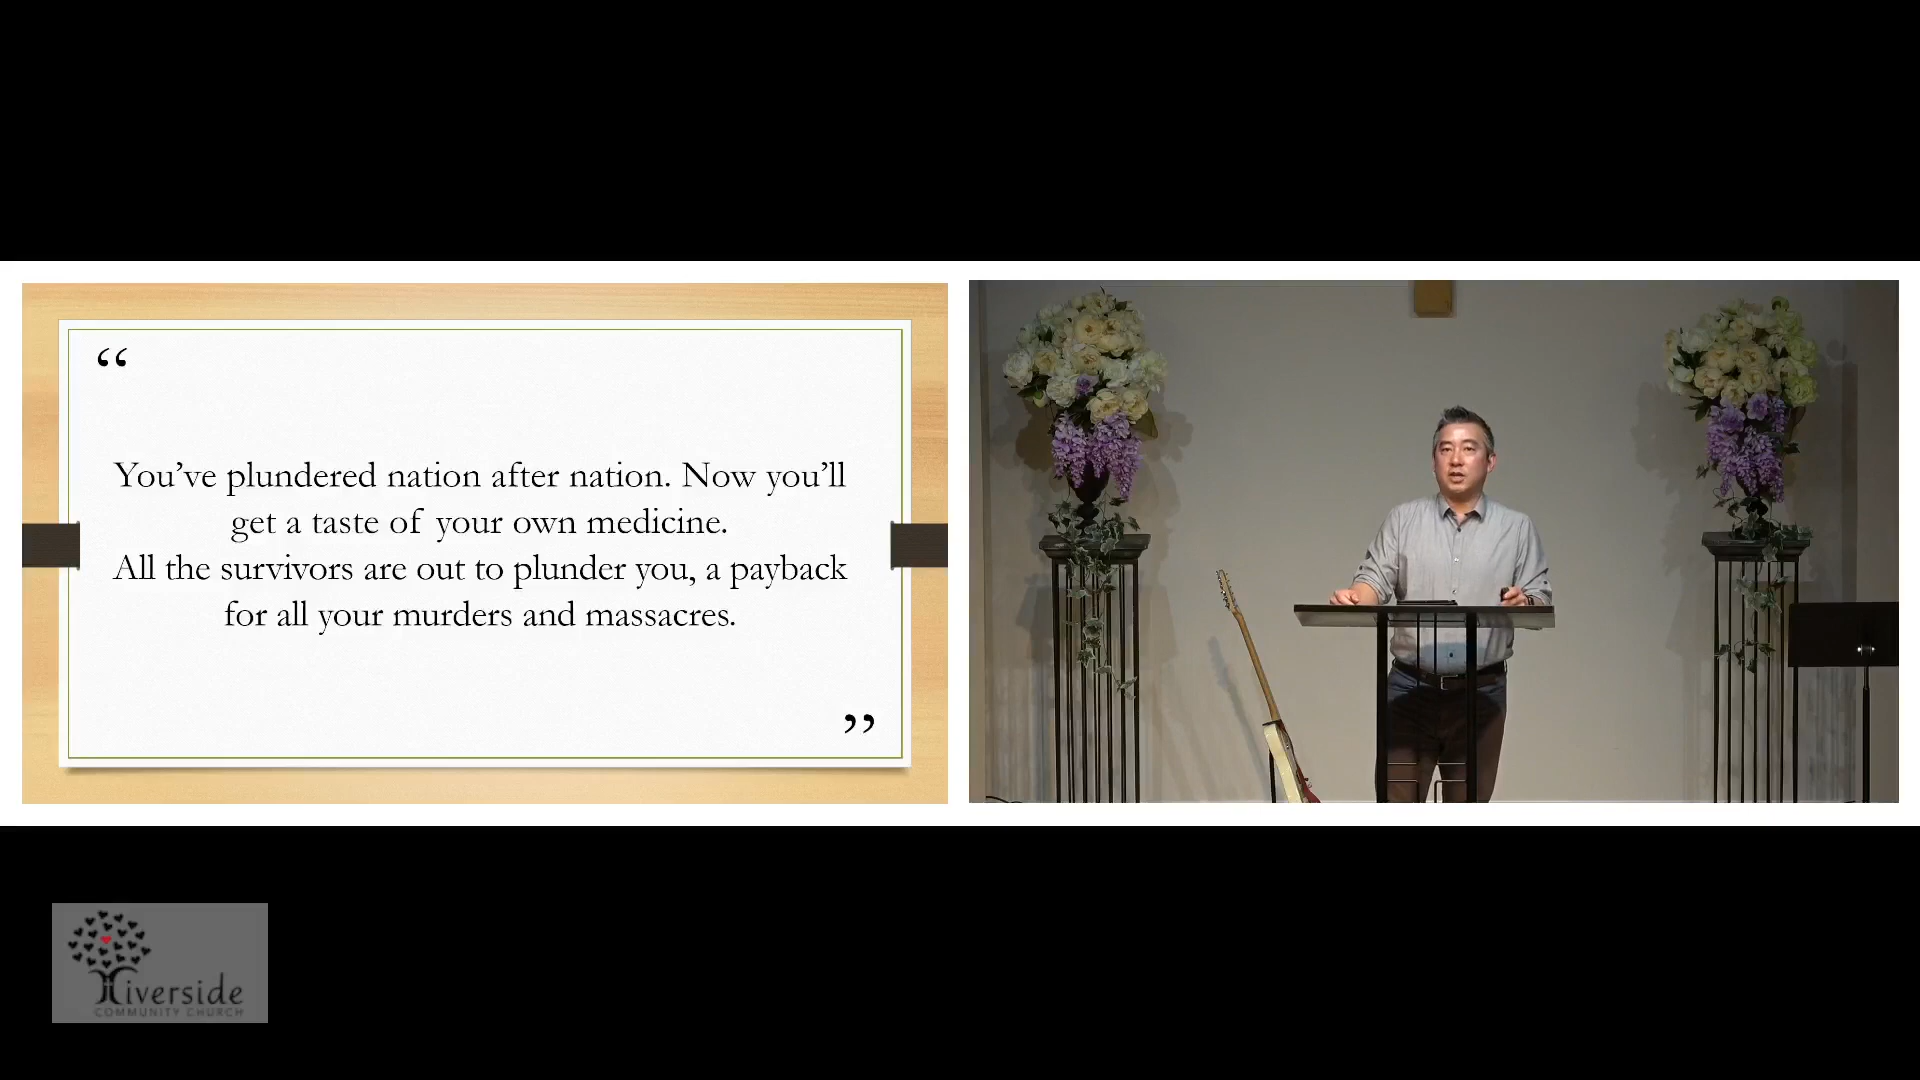 “
You’ve plundered nation after nation. Now you’ll
get a taste of your own medicine.
All the survivors are out to plunder you, a payback
for all your murders and massacres.
”
Riverside
COMMUNITY CHURCH